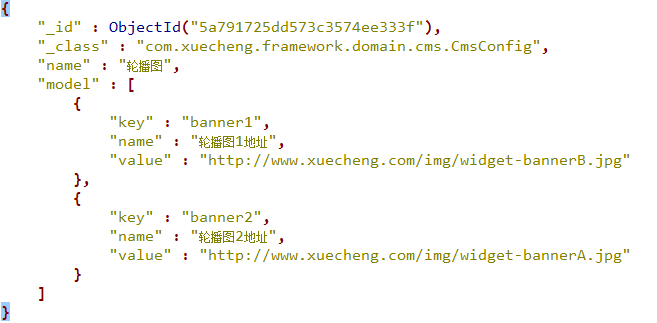 {
"_id" : ObjectId("5a791725dd573c3574ee333f"),
"_class" : "com.xuecheng.framework.domain.cms.CmsConfig",
"name" : "轮播图",
"model" : [
{
"key" : "banner1",
"name" : "轮播图1地址",
"value" : "http://www.xuecheng.com/img/widget-bannerB.jpg"
},
{
"key" : "banner2",
"name" : "轮播图2地址",
"value" : "http://www.xuecheng.com/img/widget-bannerA.jpg"
}
]
}